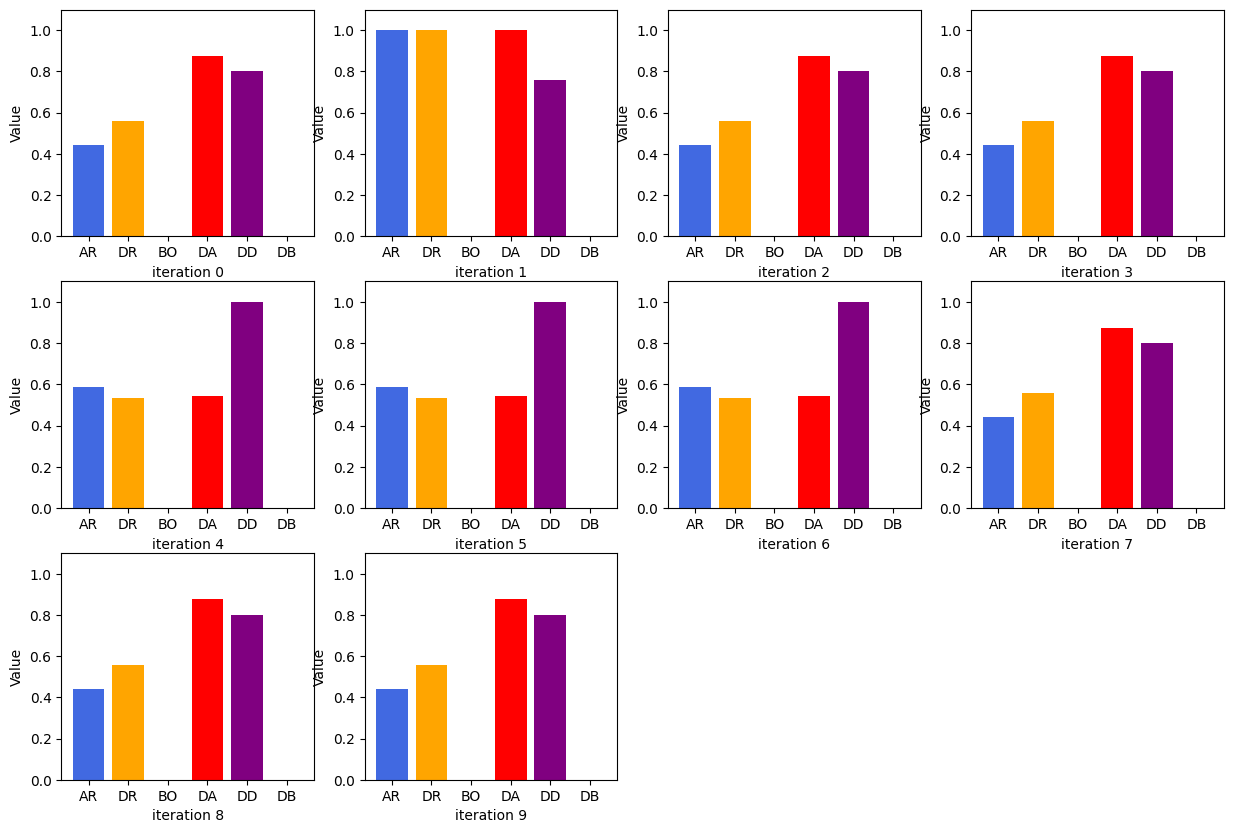 1.0 1.0 1.0 1.0
0.8 0.8 0.8 0.8
0.6 0.6 0.6 0.6
Value Value Value Value
0.4 0.4 0.4 0.4
0.2 0.2 0.2 0.2
0.0 0.0 0.0 0.0
AR DR BO DA DD DB AR DR BO DA DD DB AR DR BO DA DD DB AR DR BO DA DD DB
iteration 0 iteration 1 iteration 2 iteration 3
1.0 1.0 1.0 1.0
0.8 0.8 0.8 0.8
0.6 0.6 0.6 0.6
Value Value Value Value
0.4 0.4 0.4 0.4
0.2 0.2 0.2 0.2
0.0 0.0 0.0 0.0
AR DR BO DA DD DB AR DR BO DA DD DB AR DR BO DA DD DB AR DR BO DA DD DB
iteration 4 iteration 5 iteration 6 iteration 7
1.0 1.0
0.8 0.8
0.6 0.6
Value Value
0.4 0.4
0.2 0.2
0.0 0.0
AR DR BO DA DD DB AR DR BO DA DD DB
iteration 8 iteration 9